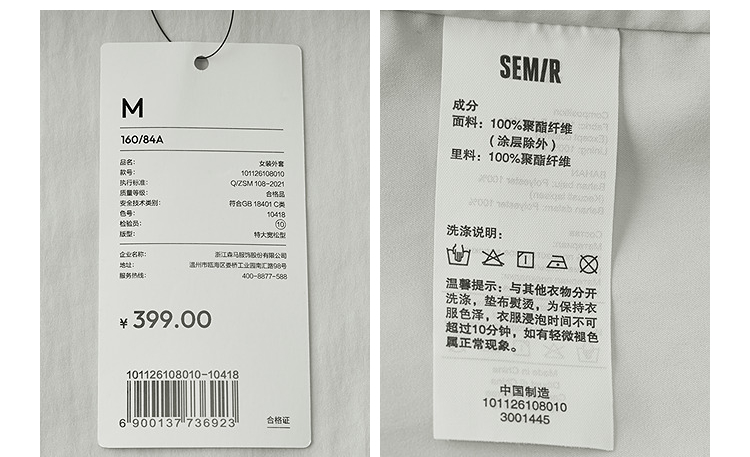 M
160/84A
品名: 女装外套
款号: 101126108010
执行标准: Q/ZSM 108-2021
质量等级: 合格品
安全技术类别: 符合GB 18401 C类
色号: 10418
检验员: 10
版型: 特大宽松型
企业名称: 浙江森马服饰股份有限公司
地址: 温州市瓯海区娄桥工业园南汇路98号
服务热线: 400-8877-588
¥ 399.00
101126108010-10418
6 900137 736923
合格证
SEMIR
成分
面料: 100%聚酯纤维
(涂层除外)
里料: 100%聚酯纤维
洗涤说明:
温馨提示: 与其他衣物分开
洗涤, 垫布熨烫, 为保持衣
服色泽, 衣服浸泡时间不可
超过10分钟, 如有轻微褪色
属正常现象。
中国制造
101126108010
3001445